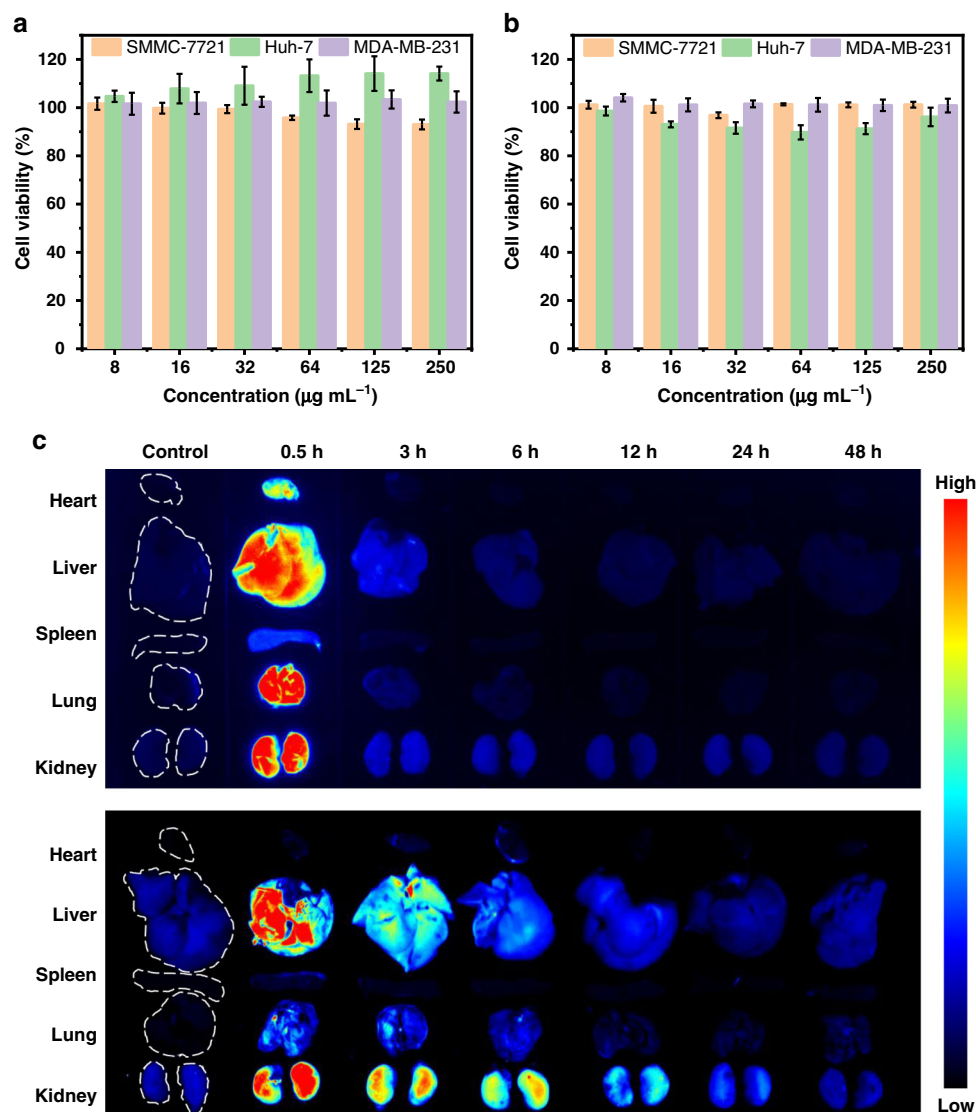 a
SMMC-7721 Huh-7 MDA-MB-231
120
100
80
60
40
20
0
Cell viability (%)
8 16 32 64 125 250
Concentration (μg mL⁻¹)
b
SMMC-7721 Huh-7 MDA-MB-231
120
100
80
60
40
20
0
Cell viability (%)
8 16 32 64 125 250
Concentration (μg mL⁻¹)
c
Control 0.5 h 3 h 6 h 12 h 24 h 48 h
Heart
Liver
Spleen
Lung
Kidney
Heart
Liver
Spleen
Lung
Kidney
High
Low